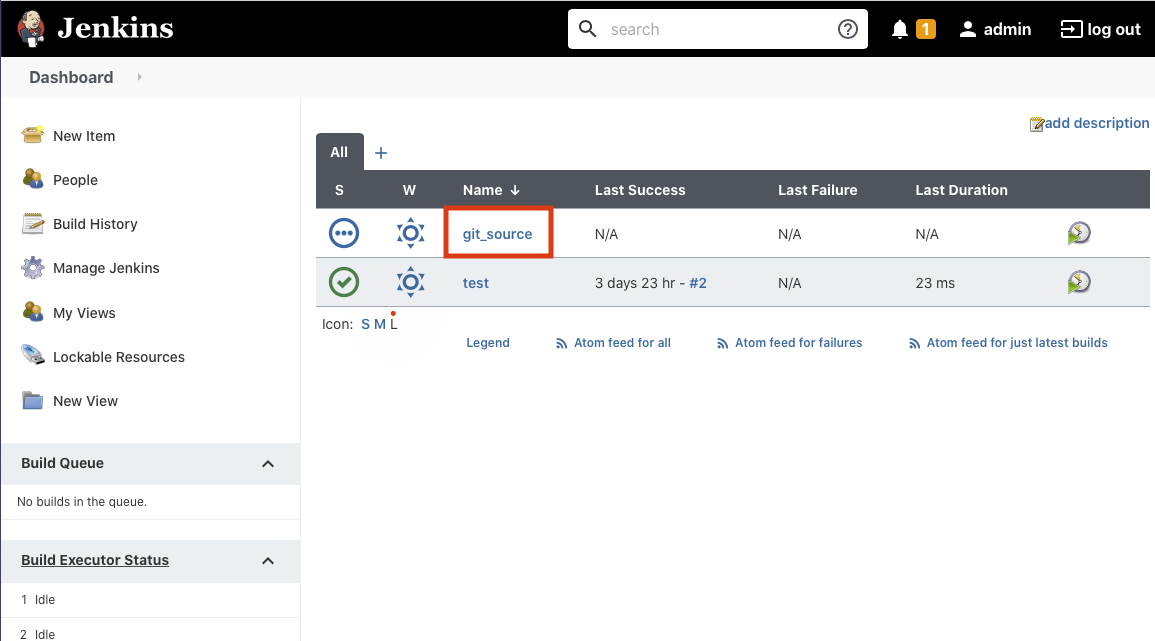 Jenkins
search
1
admin
log out
Dashboard
New Item
People
Build History
Manage Jenkins
My Views
Lockable Resources
New View
Build Queue
No builds in the queue.
Build Executor Status
1 Idle
2 Idle
add description
All +
S W Name ↓ Last Success Last Failure Last Duration
git_source N/A N/A N/A
test 3 days 23 hr - #2 N/A 23 ms
Icon: S M L
Legend Atom feed for all Atom feed for failures Atom feed for just latest builds